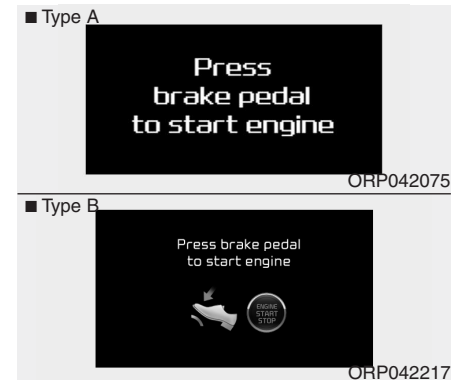 ■ Type A
Press
brake pedal
to start engine
ORP042075
■ Type B
Press brake pedal
to start engine
ENGINE
START
STOP
ORP042217